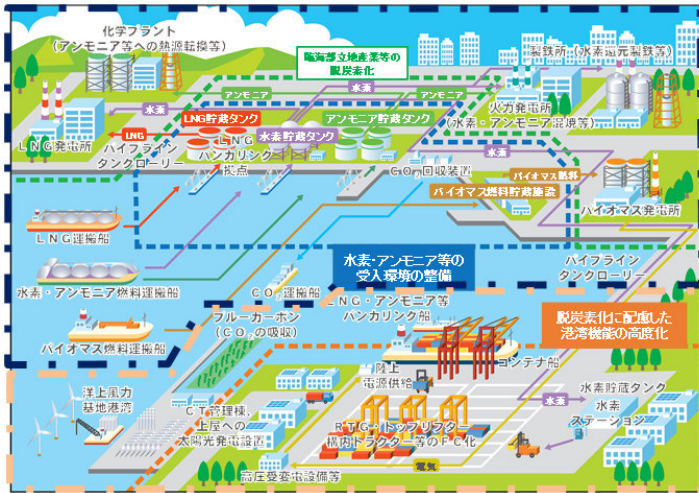 化学プラント
(アンモニア等への熱源転換等)
臨海部立地産業等の
脱炭素化
製鉄所(水素還元製鉄等)
水素
アンモニア
水素
アンモニア
LNG
LNG貯蔵タンク
水素貯蔵タンク
アンモニア貯蔵タンク
火力発電所
(水素・アンモニア混焼等)
LNG発電所
パイプライン
タンクローリー
LNG
バンカリング
拠点
CO₂回収装置
水素
バイオマス燃料
バイオマス燃料貯蔵施設
バイオマス発電所
LNG運搬船
水素・アンモニア等の
受入環境の整備
パイプライン
タンクローリー
水素・アンモニア燃料運搬船
CO₂運搬船
LNG・アンモニア等
バンカリング船
ブルーカーボン
(CO₂の吸収)
脱炭素化に配慮した
港湾機能の高度化
バイオマス燃料運搬船
コンテナ船
陸上
電源供給
洋上風力
基地港湾
CT管理棟、
上屋への
太陽光発電設置
水素貯蔵タンク
水素
水素
ステーション
RTG・トップリフター
構内トラクター等のFC化
電気
高圧受変電設備等